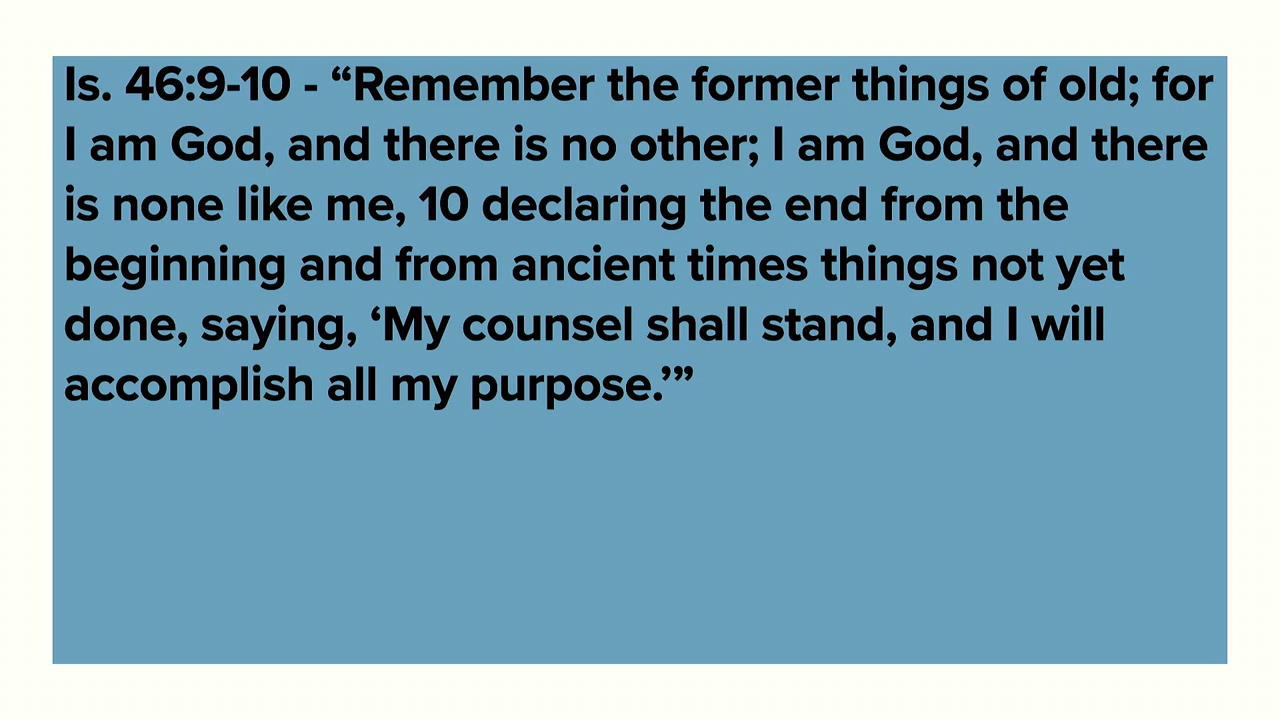 Is. 46:9-10 - “Remember the former things of old; for
I am God, and there is no other; I am God, and there
is none like me, 10 declaring the end from the
beginning and from ancient times things not yet
done, saying, ‘My counsel shall stand, and I will
accomplish all my purpose.’”